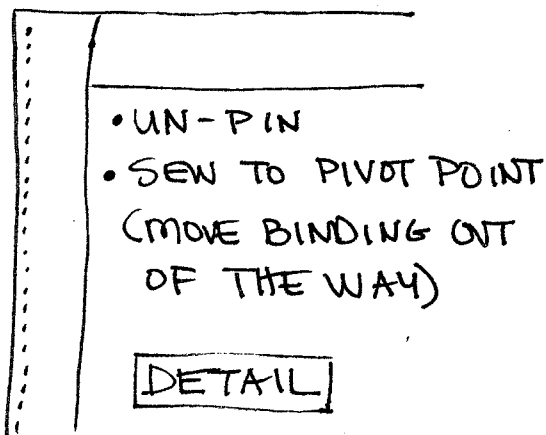 • UN-PIN
• SEW TO PIVOT POINT
(MOVE BINDING OUT
OF THE WAY)
DETAIL